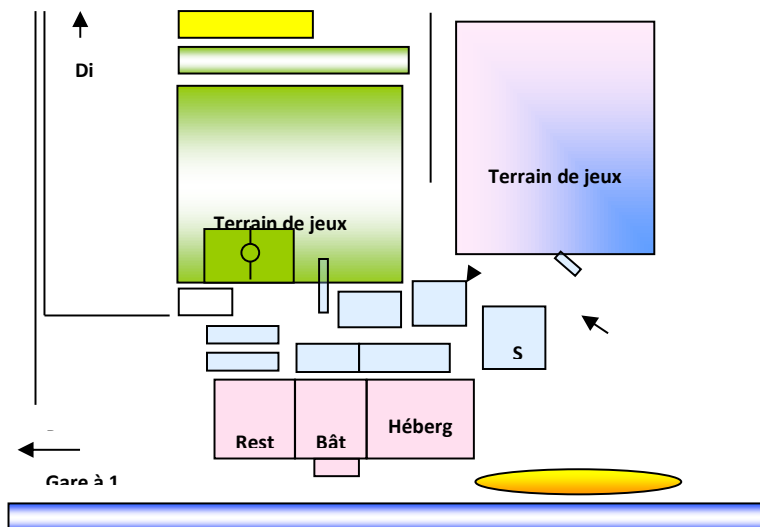 Di
Terrain de jeux
Terrain de jeux
S
Rest
Bât
Héberg
Gare à 1